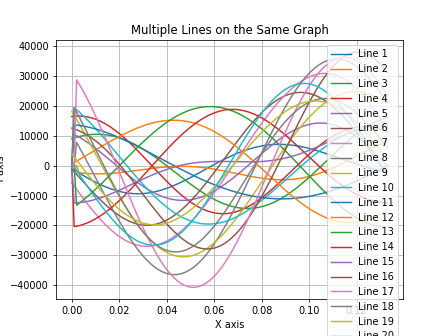 Multiple Lines on the Same Graph
40000
30000
20000
10000
0
−10000
−20000
−30000
−40000
0.00 0.02 0.04 0.06 0.08 0.10
X axis
Line 1
Line 2
Line 3
Line 4
Line 5
Line 6
Line 7
Line 8
Line 9
Line 10
Line 11
Line 12
Line 13
Line 14
Line 15
Line 16
Line 17
Line 18
Line 19
Line 20